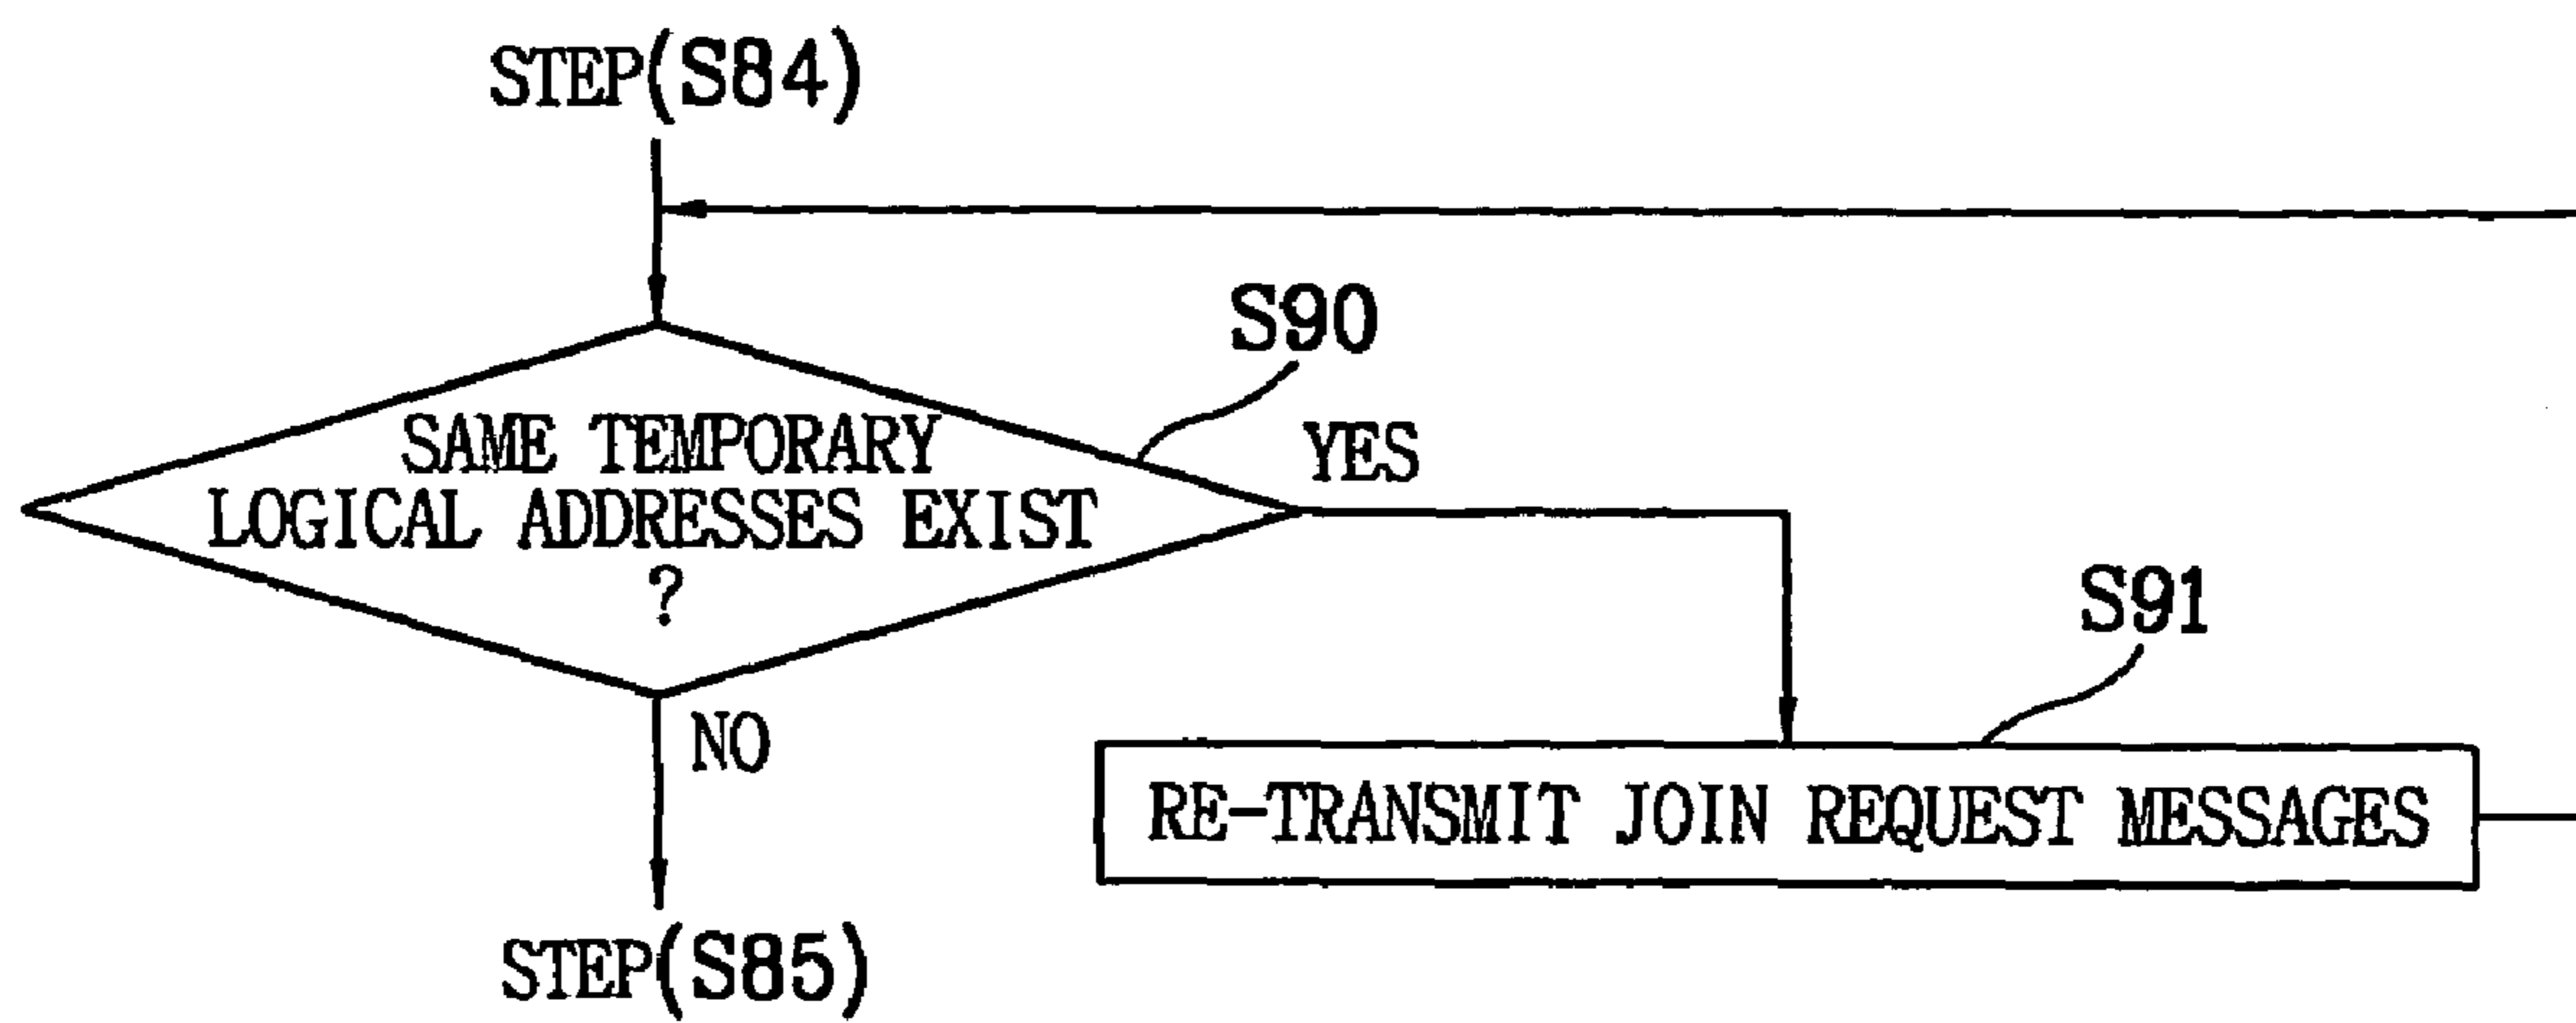 STEP(S84)
S90
SAME TEMPORARY
LOGICAL ADDRESSES EXIST
?
YES
S91
NO
RE-TRANSMIT JOIN REQUEST MESSAGES
STEP(S85)